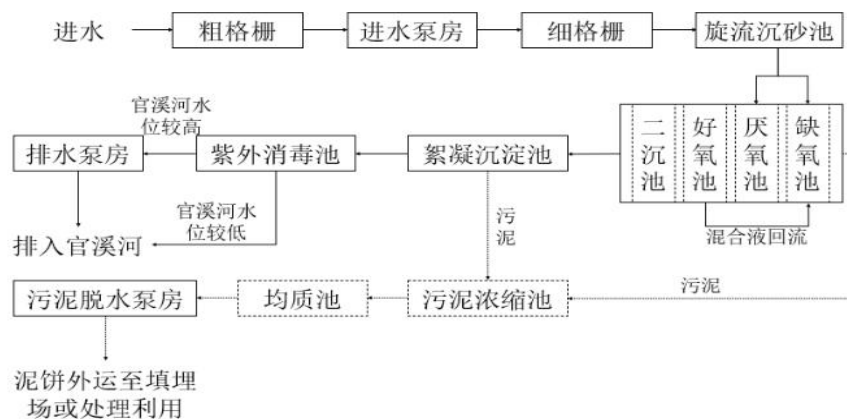 进水
粗格栅
进水泵房
细格栅
旋流沉砂池
官溪河水
位较高
排水泵房
紫外消毒池
絮凝沉淀池
二沉池
好氧池
厌氧池
缺氧池
混合液回流
官溪河水
位较低
排入官溪河
污泥
污泥
污泥脱水泵房
均质池
污泥浓缩池
泥饼外运至填埋
场或处理利用